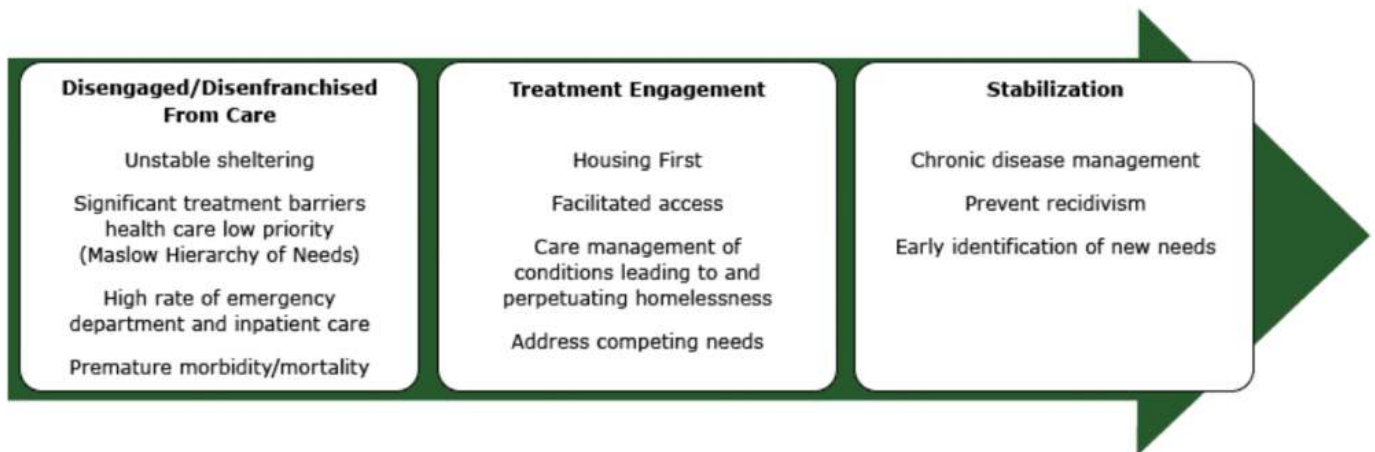 Disengaged/Disenfranchised
From Care
Unstable sheltering
Significant treatment barriers
health care low priority
(Maslow Hierarchy of Needs)
High rate of emergency
department and inpatient care
Premature morbidity/mortality
Treatment Engagement
Housing First
Facilitated access
Care management of
conditions leading to and
perpetuating homelessness
Address competing needs
Stabilization
Chronic disease management
Prevent recidivism
Early identification of new needs